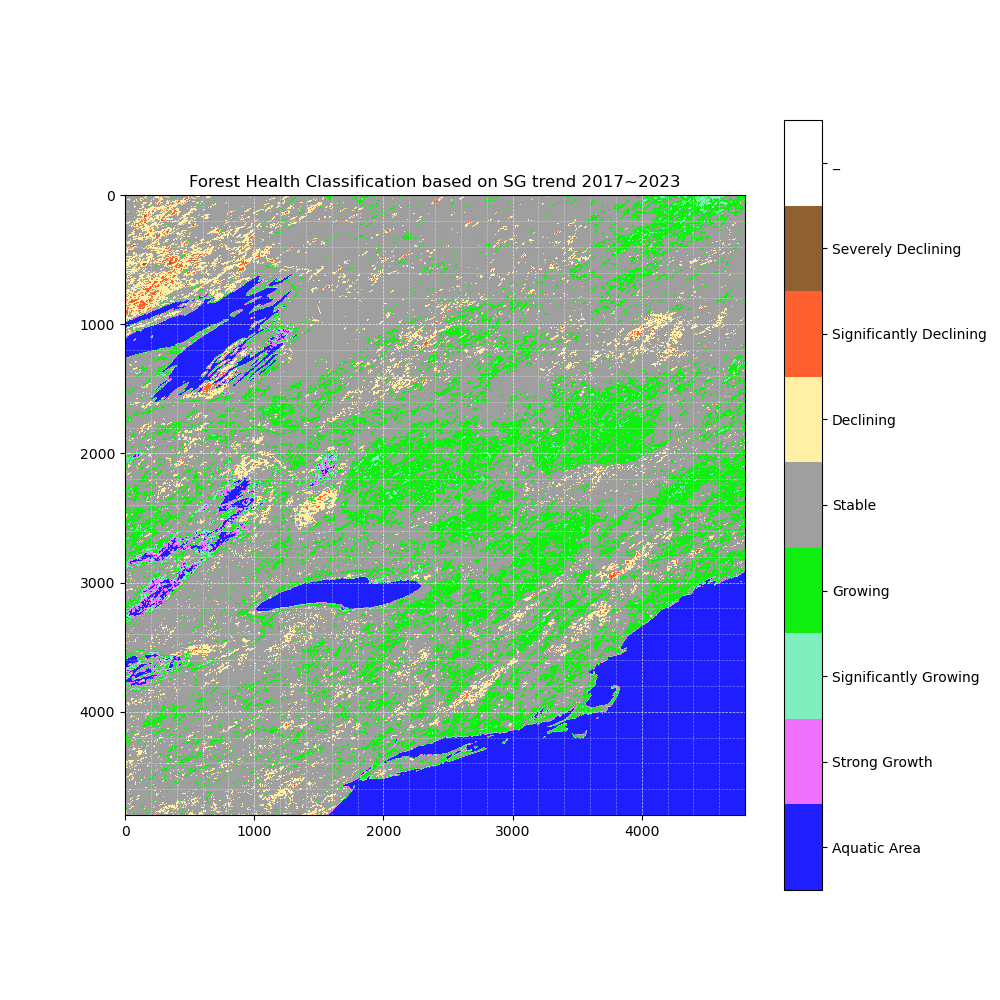 Forest Health Classification based on SG trend 2017~2023
0
1000
2000
3000
4000
0
1000
2000
3000
4000
_
Severely Declining
Significantly Declining
Declining
Stable
Growing
Significantly Growing
Strong Growth
Aquatic Area